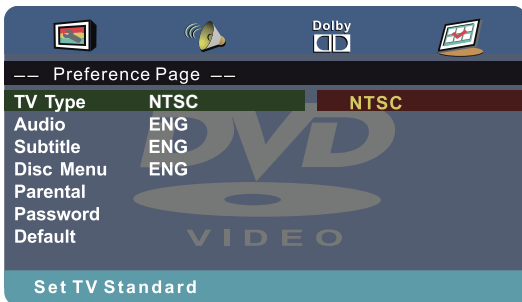 Dolby
-- Preference Page --
TV Type NTSC NTSC
Audio ENG
Subtitle ENG
Disc Menu ENG
Parental
Password
Default
DVD
VIDEO
Set TV Standard